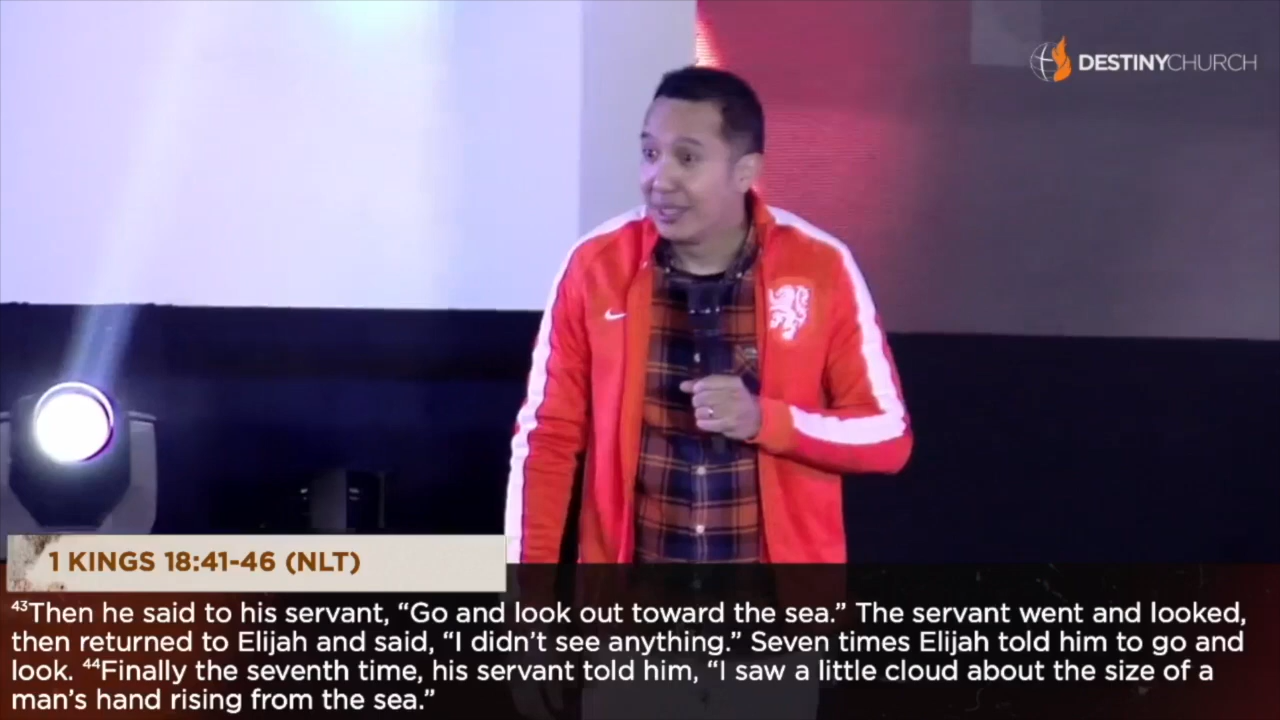 DESTINYCHURCH
1 KINGS 18:41-46 (NLT)
⁴³Then he said to his servant, “Go and look out toward the sea.” The servant went and looked,
then returned to Elijah and said, “I didn’t see anything.” Seven times Elijah told him to go and
look. ⁴⁴Finally the seventh time, his servant told him, “I saw a little cloud about the size of a
man’s hand rising from the sea.”